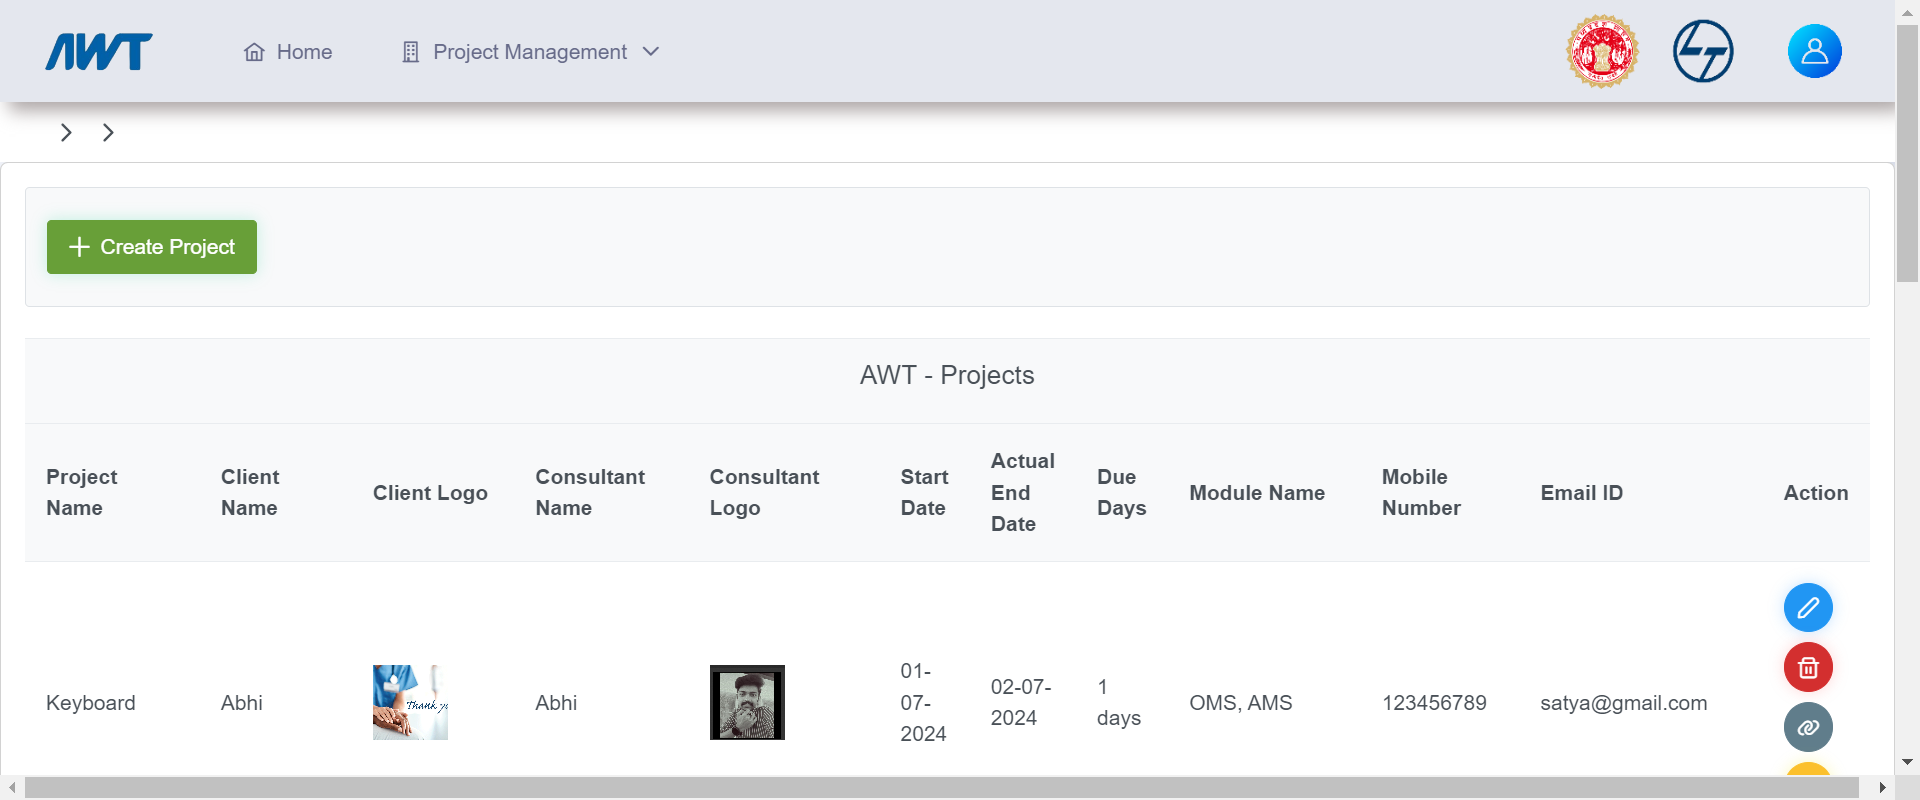 AWT
Home
Project Management
Create Project
AWT - Projects
Project Name
Client Name
Client Logo
Consultant Name
Consultant Logo
Start Date
Actual End Date
Due Days
Module Name
Mobile Number
Email ID
Action
Keyboard
Abhi
Thank y
Abhi
01-07-2024
02-07-2024
1 days
OMS, AMS
123456789
satya@gmail.com